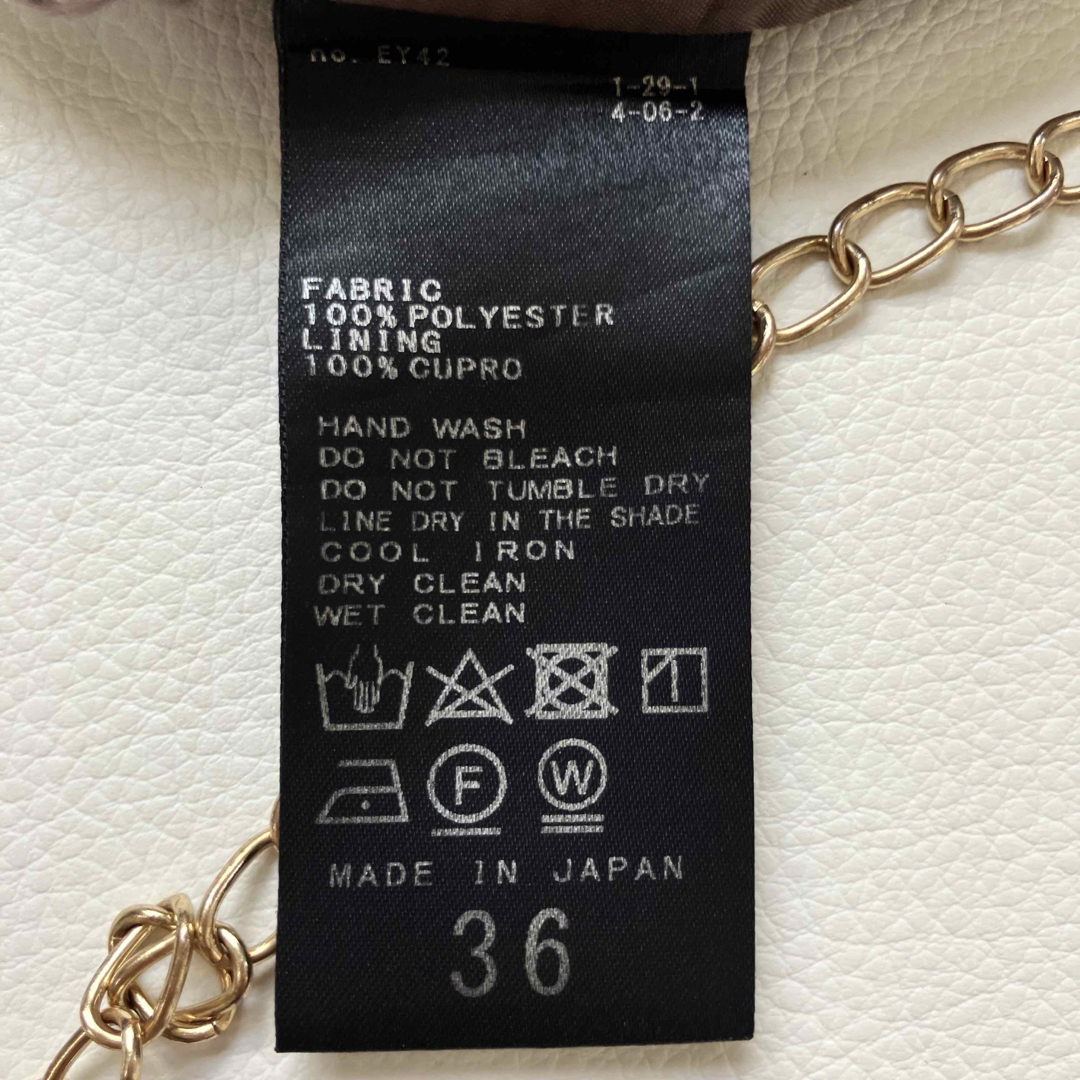 no. EY42
1-29-1
4-06-2
FABRIC
100% POLYESTER
LINING
100% CUPRO
HAND WASH
DO NOT BLEACH
DO NOT TUMBLE DRY
LINE DRY IN THE SHADE
COOL IRON
DRY CLEAN
WET CLEAN
F W
MADE IN JAPAN
36